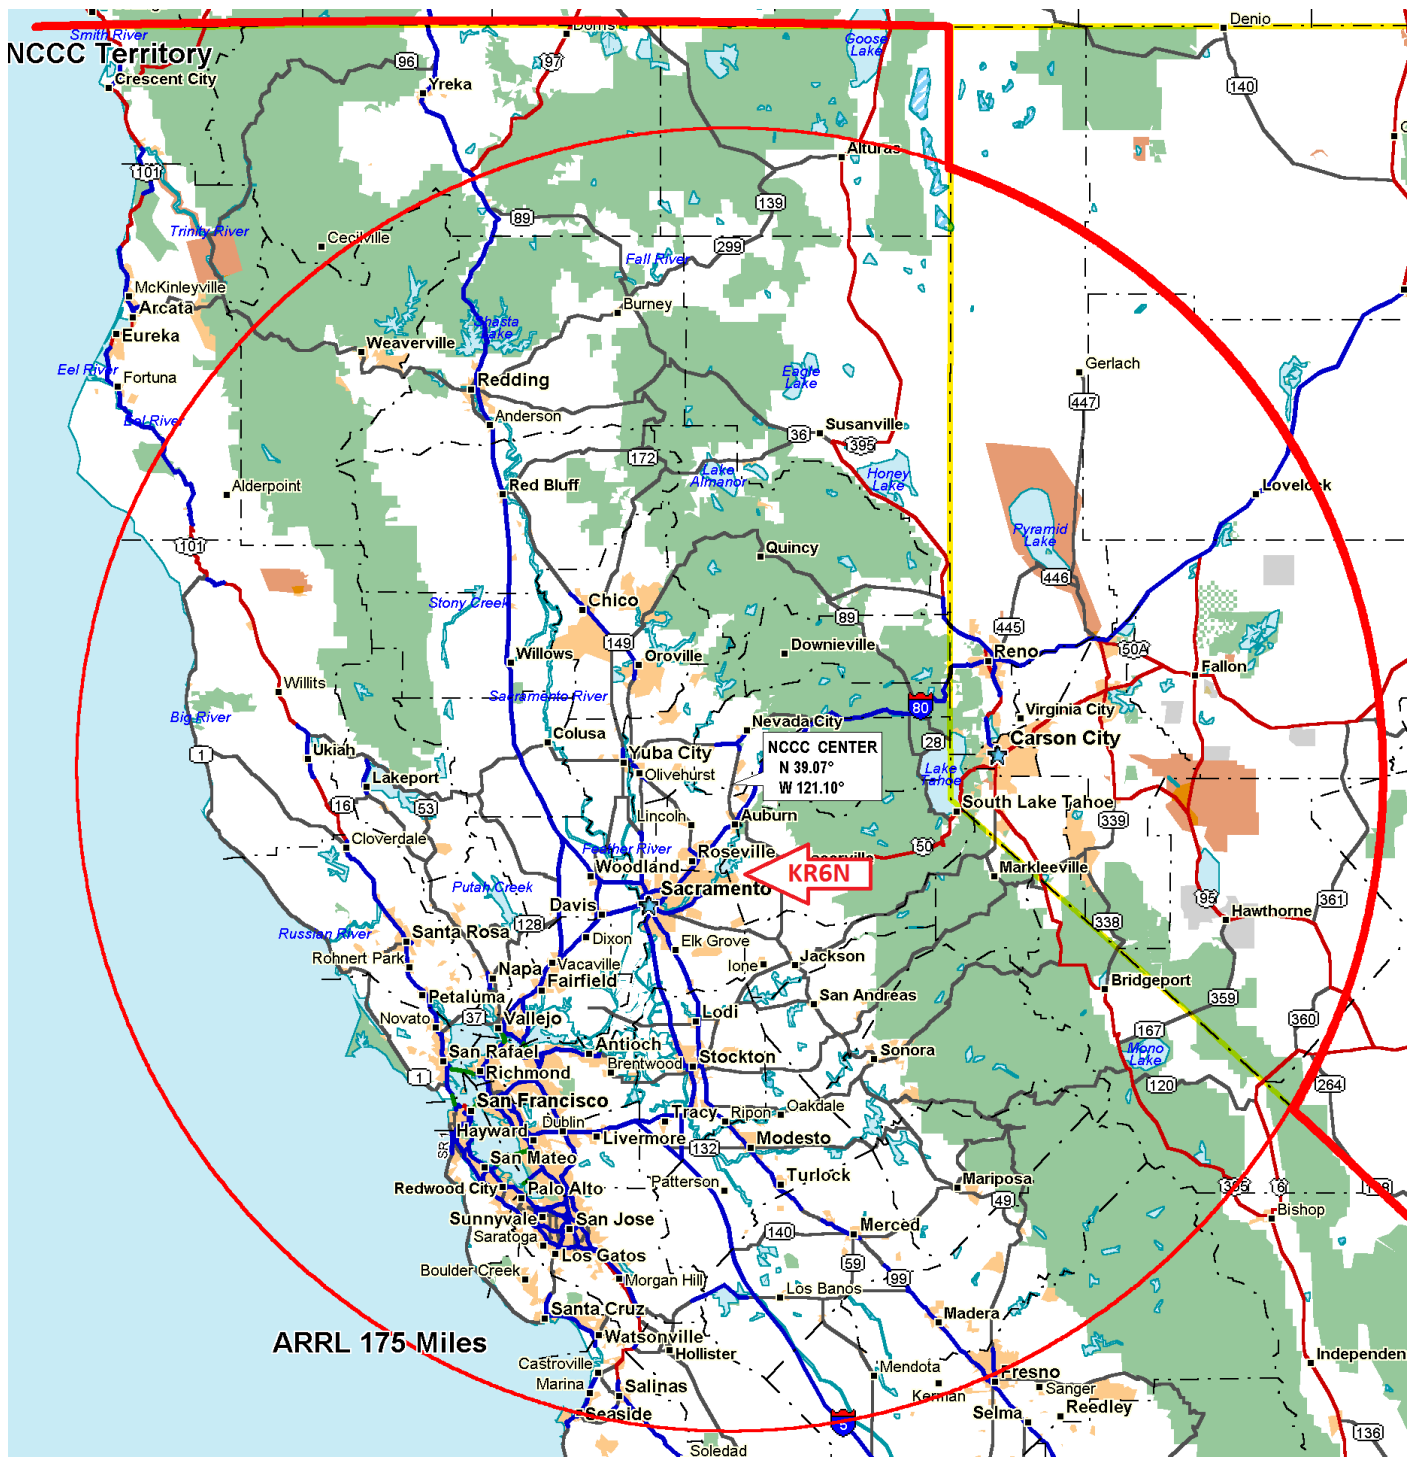 Denio
Smith River
Dorris
Goose
Lake
NCCC Territory
Crescent City
96
97
Yreka
140
Alturas
101
139
89
Trinity River
Cecilville
299
Fall River
McKinleyville
Arcata
Burney
Shasta
Lake
Eureka
Weaverville
Gerlach
Eel River
Fortuna
Redding
Eagle
Lake
447
Eel River
Anderson
36
Susanville
395
172
Lake
Almanor
Honey
Lake
Alderpoint
Red Bluff
Lovelock
Pyramid
Lake
101
Quincy
446
Stony Creek
Chico
89
445
149
Downieville
50A
Willows
Oroville
Reno
Fallon
Willits
Sacramento River
80
Big River
Nevada City
Virginia City
1
Ukiah
Colusa
Yuba City
NCCC CENTER
N 39.07°
W 121.10°
28
Carson City
Lakeport
Olivehurst
Lake
Tahoe
16
53
Lincoln
Auburn
South Lake Tahoe
339
Cloverdale
Feather River
Roseville
50
Woodland
KR6N
Markleeville
Putah Creek
Sacramento
95
361
Davis
Hawthorne
128
338
Russian River
Santa Rosa
Dixon
Elk Grove
Rohnert Park
Napa
Vacaville
Ione
Jackson
Fairfield
Bridgeport
Petaluma
San Andreas
359
Novato
37
Vallejo
Lodi
360
167
San Rafael
Antioch
Stockton
Sonora
Mono
Lake
1
Richmond
Brentwood
120
264
San Francisco
Tracy
Ripon
Oakdale
Hayward
Dublin
Livermore
132
Modesto
SR 1
San Mateo
Redwood City
Palo Alto
Patterson
Turlock
Mariposa
395
6
168
49
Sunnyvale
San Jose
Merced
Bishop
Saratoga
140
Los Gatos
59
Boulder Creek
Morgan Hill
99
Los Banos
Santa Cruz
Madera
ARRL 175 Miles
Watsonville
Hollister
Castroville
Mendota
Independen
Marina
Salinas
Kerman
Fresno
Sanger
Seaside
5
Selma
Reedley
136
Soledad